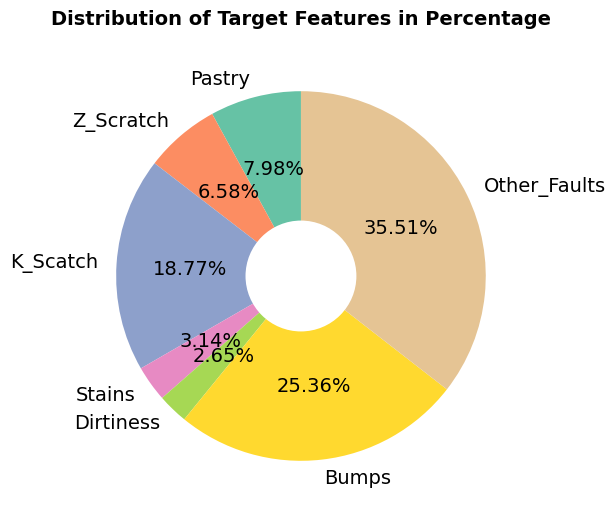 Distribution of Target Features in Percentage
Pastry
7.98%
Z_Scratch
6.58%
K_Scatch
18.77%
Stains
3.14%
Dirtiness
2.65%
Bumps
25.36%
Other_Faults
35.51%